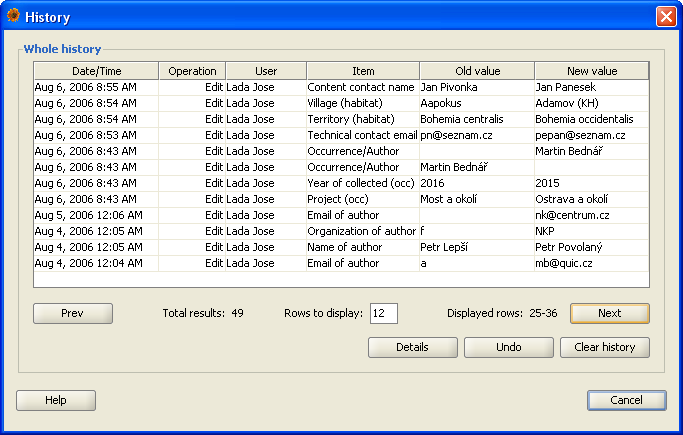 History
Whole history
Date/Time Operation User Item Old value New value
Aug 6, 2006 8:55 AM Edit Lada Jose Content contact name Jan Pivonka Jan Panesek
Aug 6, 2006 8:54 AM Edit Lada Jose Village (habitat) Aapokus Adamov (KH)
Aug 6, 2006 8:54 AM Edit Lada Jose Territory (habitat) Bohemia centralis Bohemia occidentalis
Aug 6, 2006 8:53 AM Edit Lada Jose Technical contact email pn@seznam.cz pepan@seznam.cz
Aug 6, 2006 8:43 AM Edit Lada Jose Occurrence/Author Martin Bednář
Aug 6, 2006 8:43 AM Edit Lada Jose Occurrence/Author Martin Bednář
Aug 6, 2006 8:43 AM Edit Lada Jose Year of collected (occ) 2016 2015
Aug 6, 2006 8:43 AM Edit Lada Jose Project (occ) Most a okolí Ostrava a okolí
Aug 5, 2006 12:06 AM Edit Lada Jose Email of author nk@centrum.cz
Aug 4, 2006 12:05 AM Edit Lada Jose Organization of author f NKP
Aug 4, 2006 12:05 AM Edit Lada Jose Name of author Petr Lepší Petr Povolaný
Aug 4, 2006 12:04 AM Edit Lada Jose Email of author a mb@quic.cz
Prev Total results: 49 Rows to display: 12 Displayed rows: 25-36 Next
Details Undo Clear history
Help Cancel